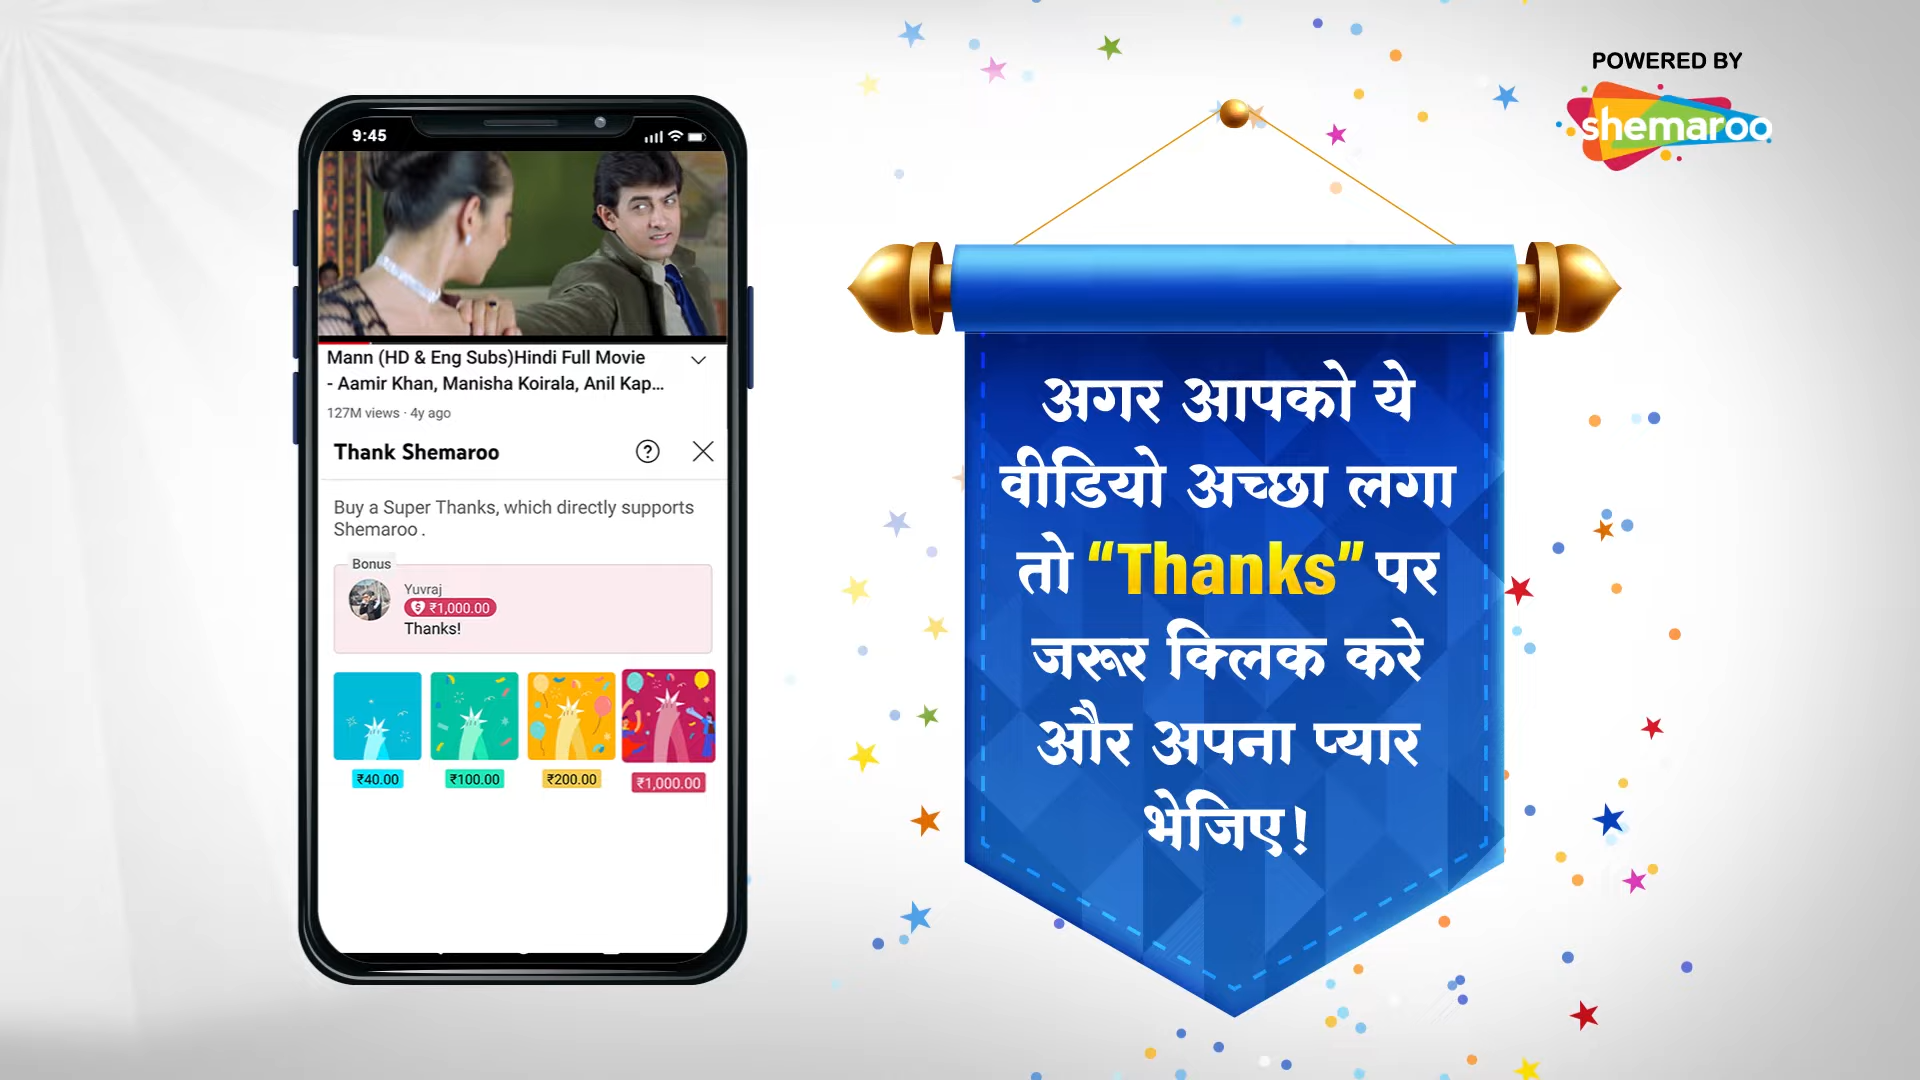 POWERED BY
shemaroo
9:45
Mann (HD & Eng Subs)Hindi Full Movie
- Aamir Khan, Manisha Koirala, Anil Kap...
127M views · 4y ago
Thank Shemaroo
Buy a Super Thanks, which directly supports
Shemaroo .
Bonus
Yuvraj
₹1,000.00
Thanks!
₹40.00
₹100.00
₹200.00
₹1,000.00
अगर आपको ये
वीडियो अच्छा लगा
तो “Thanks” पर
जरूर क्लिक करे
और अपना प्यार
भेजिए!